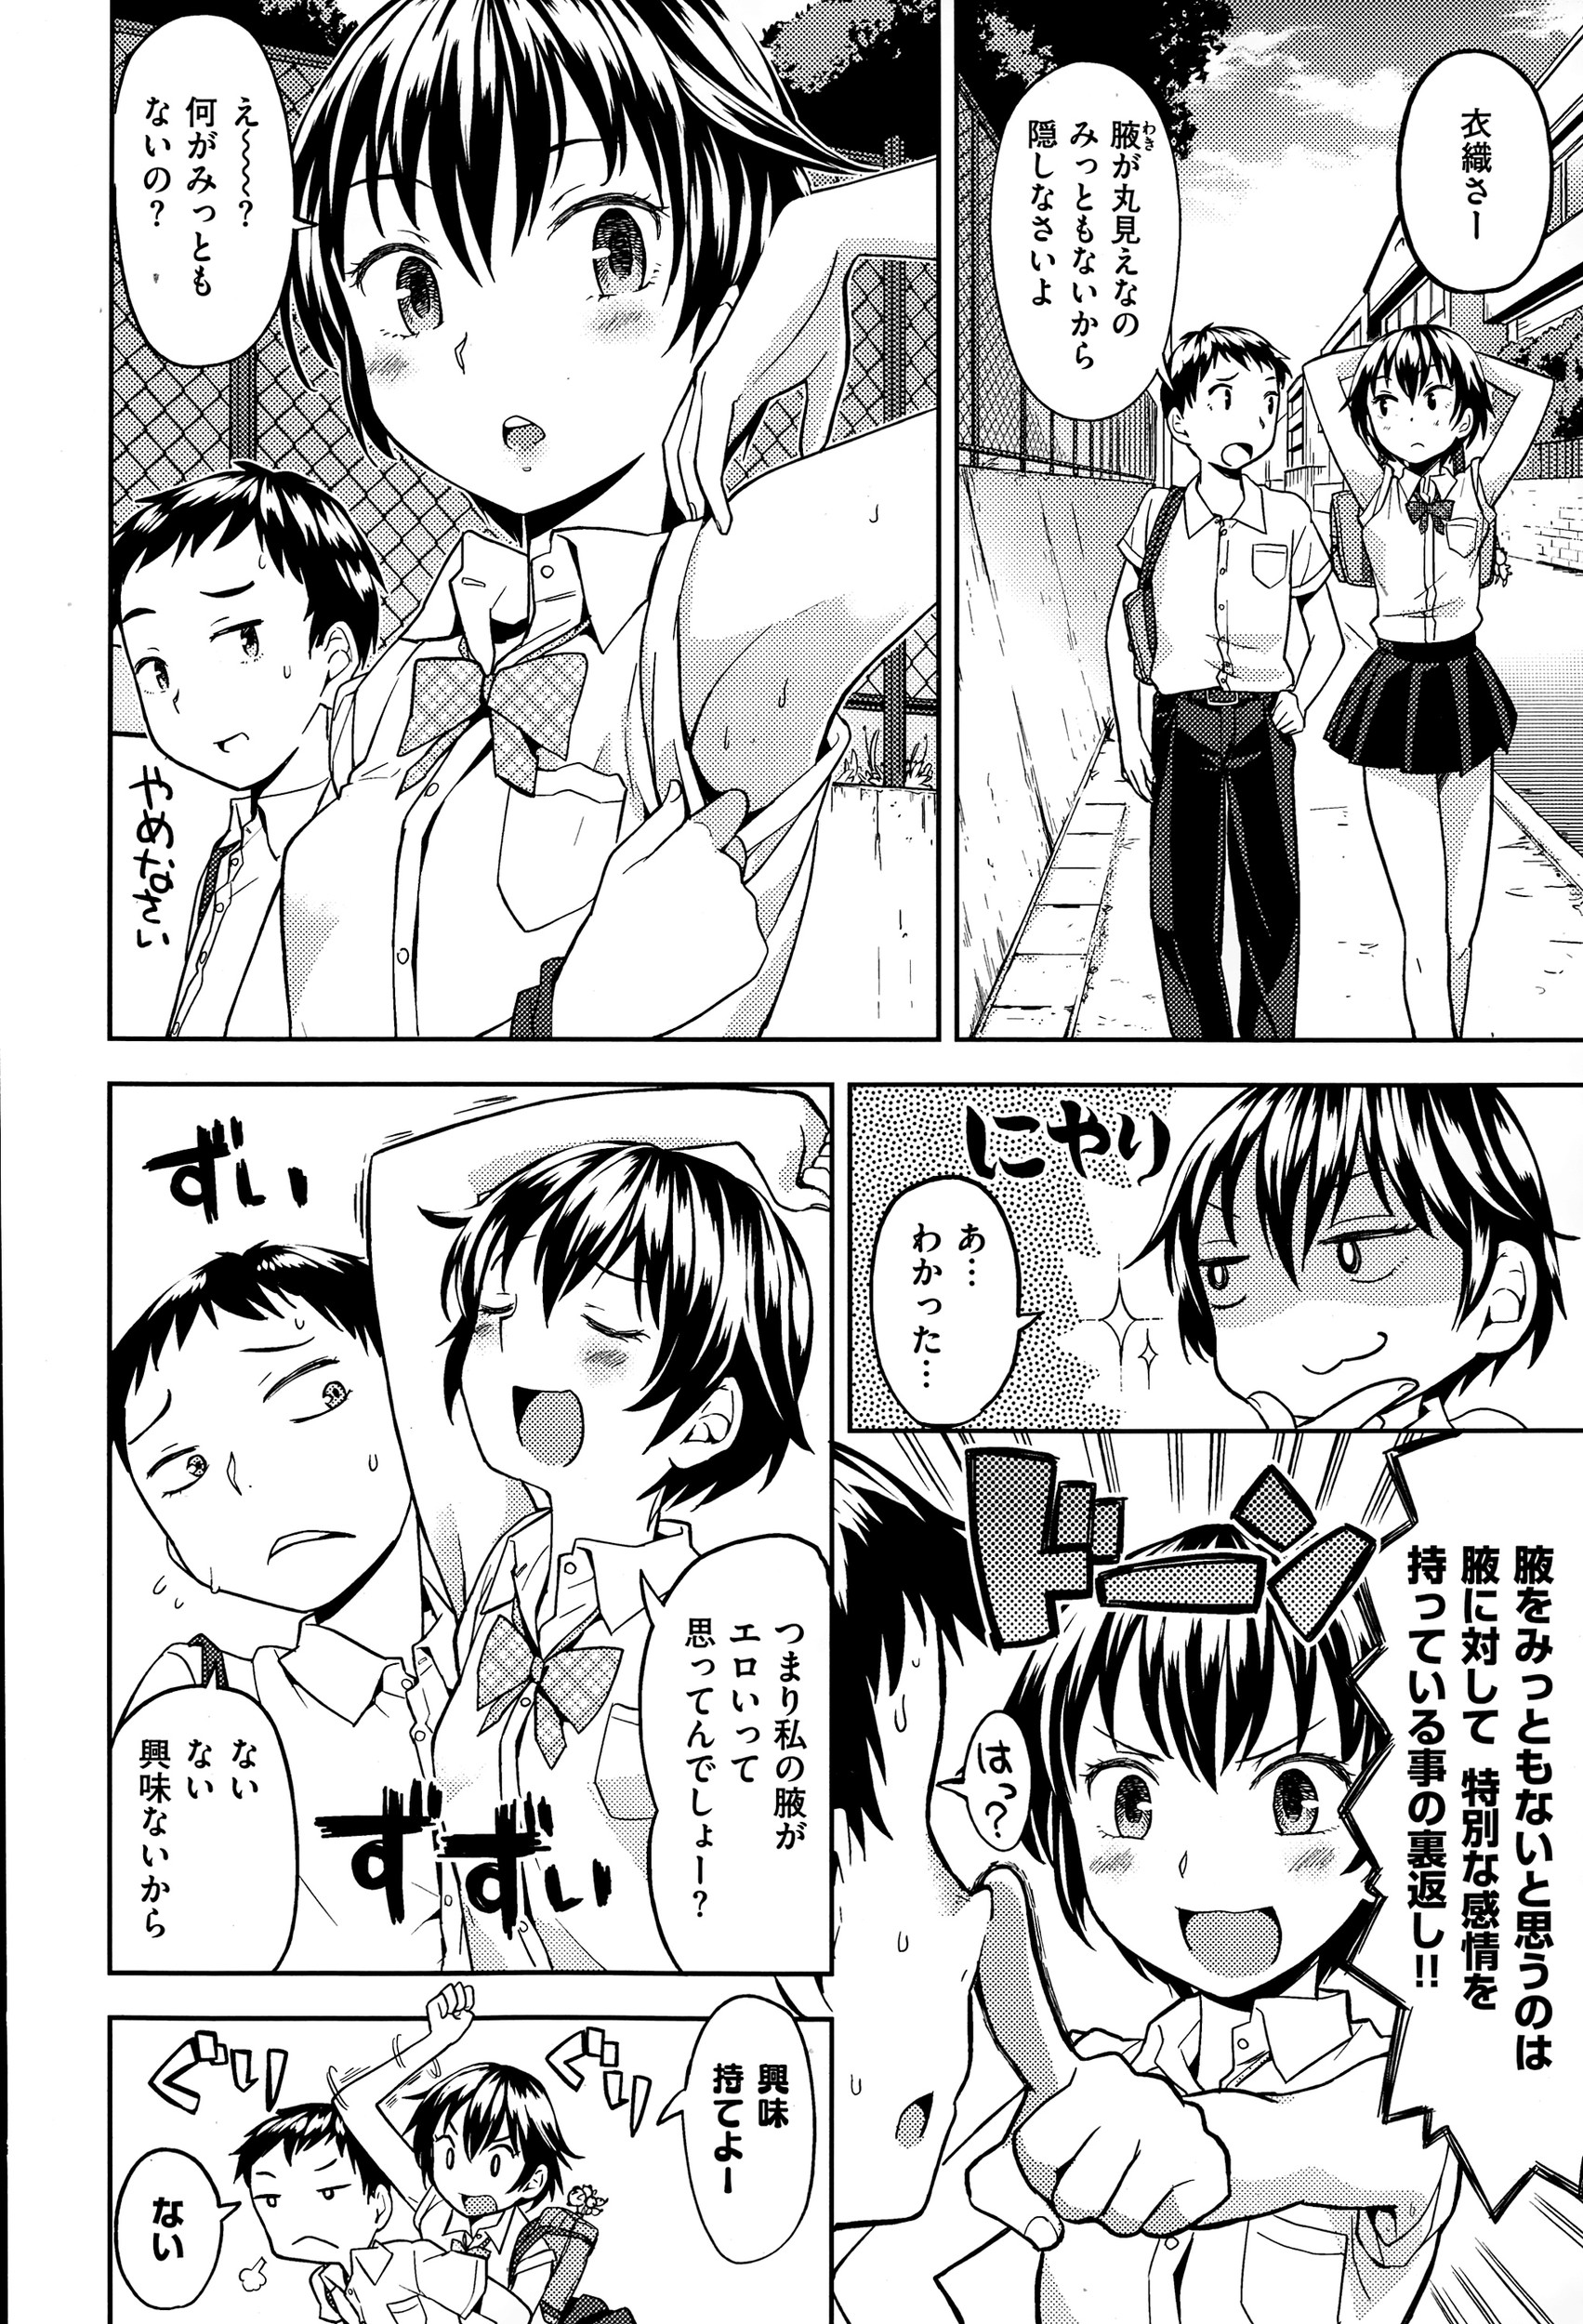 衣織さー
腋が丸見えなの
わき
みっともないから
隠しなさいよ
え〜〜〜?
何がみっとも
ないの?
やめなさい
にやり
あ…
わかった…
腋をみっともないと思うのは
腋に対して 特別な感情を
持っている事の裏返し!!
ドーン
はっ?
ずい
つまり私の腋が
エロいって
思ってんでしょー?
ずずい
ない
ない
興味ないから
興味
持てよー
ぐり
ぐい
ない